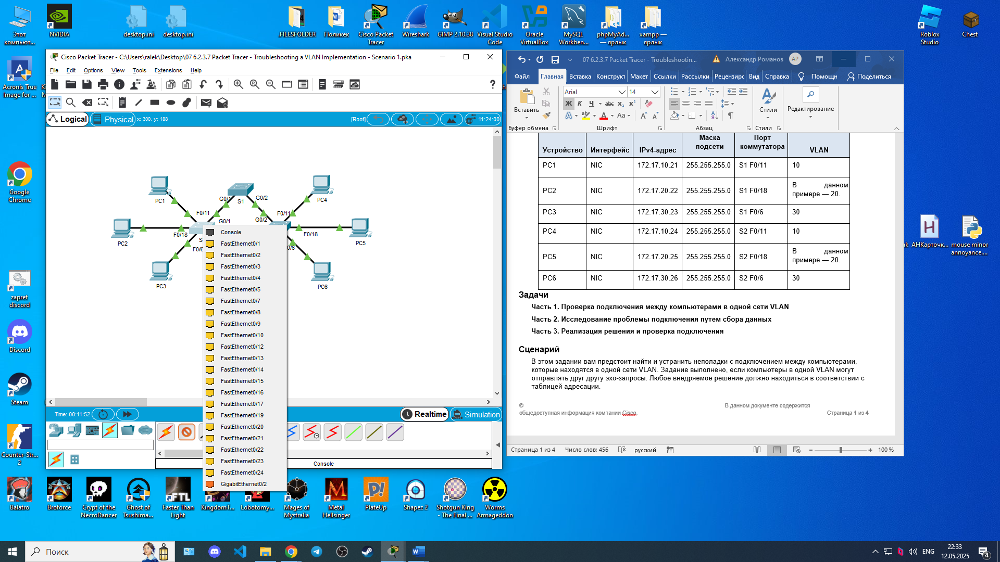 Этот компьют...
NVIDIA
desktop.ini
desktop.ini
.FILESFOLDER
Поликек
Cisco Packet Tracer
Wireshark
GIMP 2.10.38
Visual Studio Code
Oracle VirtualBox
MySQL Workben...
phpMyAd... — ярлык
xampp — ярлык
Roblox Studio
Chest
Acronis True Image for ...
Google Chrome
zapret discord
Discord
Steam
Counter-Str... 2
АНКарточк...
mouse minor annoyance....
Cisco Packet Tracer - C:\Users\ralek\Desktop\07 6.2.3.7 Packet Tracer - Troubleshooting a VLAN Implementation - Scenario 1.pka
File Edit Options View Tools Extensions Help
Logical
Physical
x: 300, y: 188
[Root]
11:24:00
PC1
G0/1
S1
G0/2
PC4
F0/11
G0/1
F0/11
G0/2
PC2
F0/18
F0/18
PC5
PC3
PC6
Console
FastEthernet0/1
FastEthernet0/2
FastEthernet0/3
FastEthernet0/4
FastEthernet0/5
FastEthernet0/7
FastEthernet0/8
FastEthernet0/9
FastEthernet0/10
FastEthernet0/12
FastEthernet0/13
FastEthernet0/14
FastEthernet0/15
FastEthernet0/16
FastEthernet0/17
FastEthernet0/19
FastEthernet0/20
FastEthernet0/21
FastEthernet0/22
FastEthernet0/23
FastEthernet0/24
GigabitEthernet0/2
Time: 00:11:52
Realtime
Simulation
Console
07 6.2.3.7 Packet Tracer - Troubleshootin...
Александр Романов
АР
Файл Главная Вставка Конструкт Макет Ссылки Рассылки Рецензирс Вид Справка Помощн Поделиться
Arial
14
Вставить
Стили
Редактирование
Буфер обмена
Шрифт
Абзац
Стили
Устройство Интерфейс IPv4-адрес Маска подсети Порт коммутатора VLAN
PC1 NIC 172.17.10.21 255.255.255.0 S1 F0/11 10
PC2 NIC 172.17.20.22 255.255.255.0 S1 F0/18 В данном примере — 20.
PC3 NIC 172.17.30.23 255.255.255.0 S1 F0/6 30
PC4 NIC 172.17.10.24 255.255.255.0 S2 F0/11 10
PC5 NIC 172.17.20.25 255.255.255.0 S2 F0/18 В данном примере — 20.
PC6 NIC 172.17.30.26 255.255.255.0 S2 F0/6 30
Задачи
Часть 1. Проверка подключения между компьютерами в одной сети VLAN
Часть 2. Исследование проблемы подключения путем сбора данных
Часть 3. Реализация решения и проверка подключения
Сценарий
В этом задании вам предстоит найти и устранить неполадки с подключением между компьютерами,
которые находятся в одной сети VLAN. Задание выполнено, если компьютеры в одной VLAN могут
отправлять друг другу эхо-запросы. Любое внедряемое решение должно находиться в соответствии с
таблицей адресации.
© В данном документе содержится
общедоступная информация компании Cisco. Страница 1 из 4
Страница 1 из 4
Число слов: 456
русский
100 %
Balatro
Broforce
Crypt of the NecroDancer
Ghost of Tsushima...
Faster Than Light
KingdomT...
Lobotomy...
Mages of Mystralia
Metal Hellsinger
PlateUp
Shapez 2
Shotgun King - The Final ...
Worms Armageddon
Поиск
ENG
22:33
12.05.2025
4